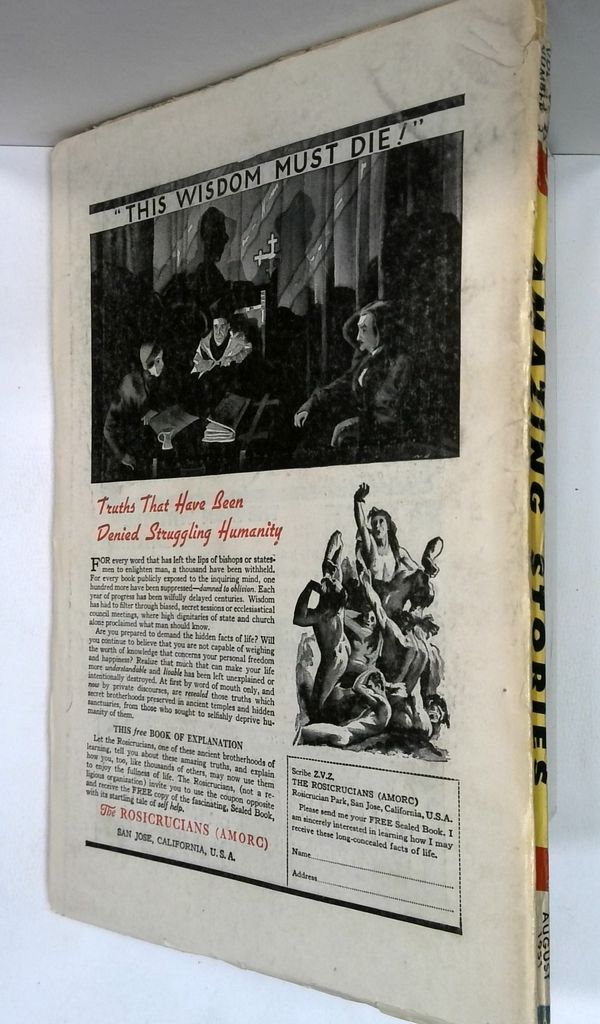 "THIS WISDOM MUST DIE!"
Truths That Have Been
Denied Struggling Humanity
FOR every word that has left the lips of bishops or states-
men to enlighten man, a thousand have been withheld.
For every book publicly exposed to the inquiring mind, one
hundred more have been suppressed—damned to oblivion. Each
year of progress has been wilfully delayed centuries. Wisdom
has had to filter through biased, secret sessions or ecclesiastical
council meetings, where high dignitaries of state and church
alone proclaimed what man should know.
Are you prepared to demand the hidden facts of life? Will
you continue to believe that you are not capable of weighing
the worth of knowledge that concerns your personal freedom
and happiness? Realize that much that can make your life
more understandable and livable has been left unexplained or
intentionally destroyed. At first by word of mouth only, and
now by private discourses, are revealed those truths which
secret brotherhoods preserved in ancient temples and hidden
sanctuaries, from those who sought to selfishly deprive hu-
manity of them.
THIS free BOOK OF EXPLANATION
Let the Rosicrucians, one of these ancient brotherhoods of
learning, tell you about these amazing truths, and explain
how you, too, like thousands of others, may now use them
to enjoy the fullness of life. The Rosicrucians, (not a re-
ligious organization) invite you to use the coupon opposite
and receive the FREE copy of the fascinating, Sealed Book,
with its startling tale of self help.
The ROSICRUCIANS (AMORC)
SAN JOSE, CALIFORNIA, U. S. A.
Scribe Z.V.Z.
THE ROSICRUCIANS (AMORC)
Rosicrucian Park, San Jose, California, U.S.A.
Please send me your FREE Sealed Book. I
am sincerely interested in learning how I may
receive these long-concealed facts of life.
Name
Address
NUMBER
AMAZING STORIES
AUGUST